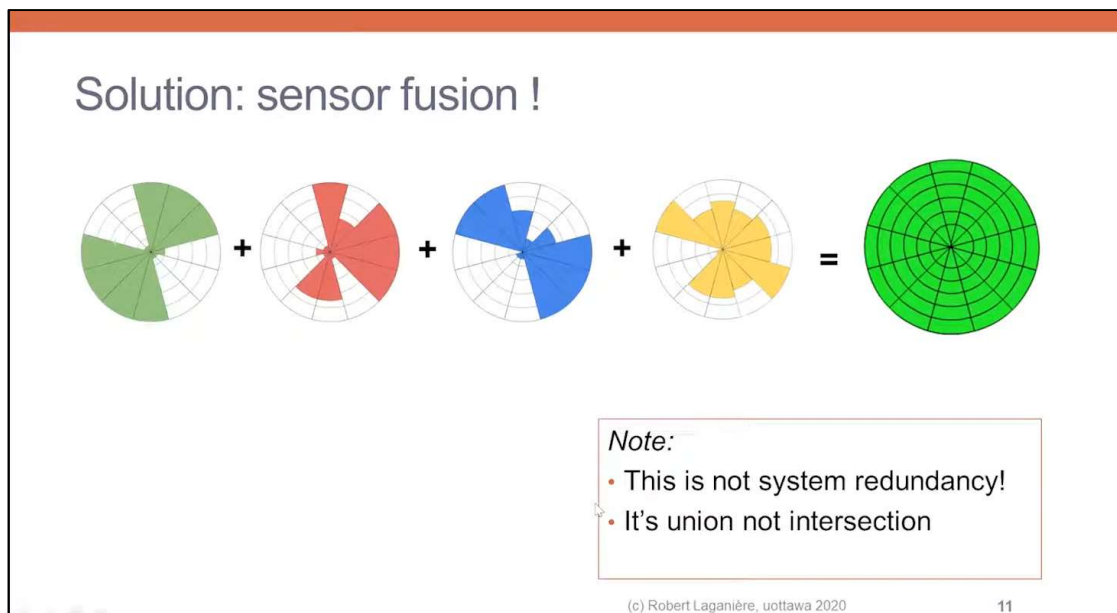 Solution: sensor fusion !
+ + + =
Note:
• This is not system redundancy!
• It's union not intersection
(c) Robert Laganière, uottawa 2020 11